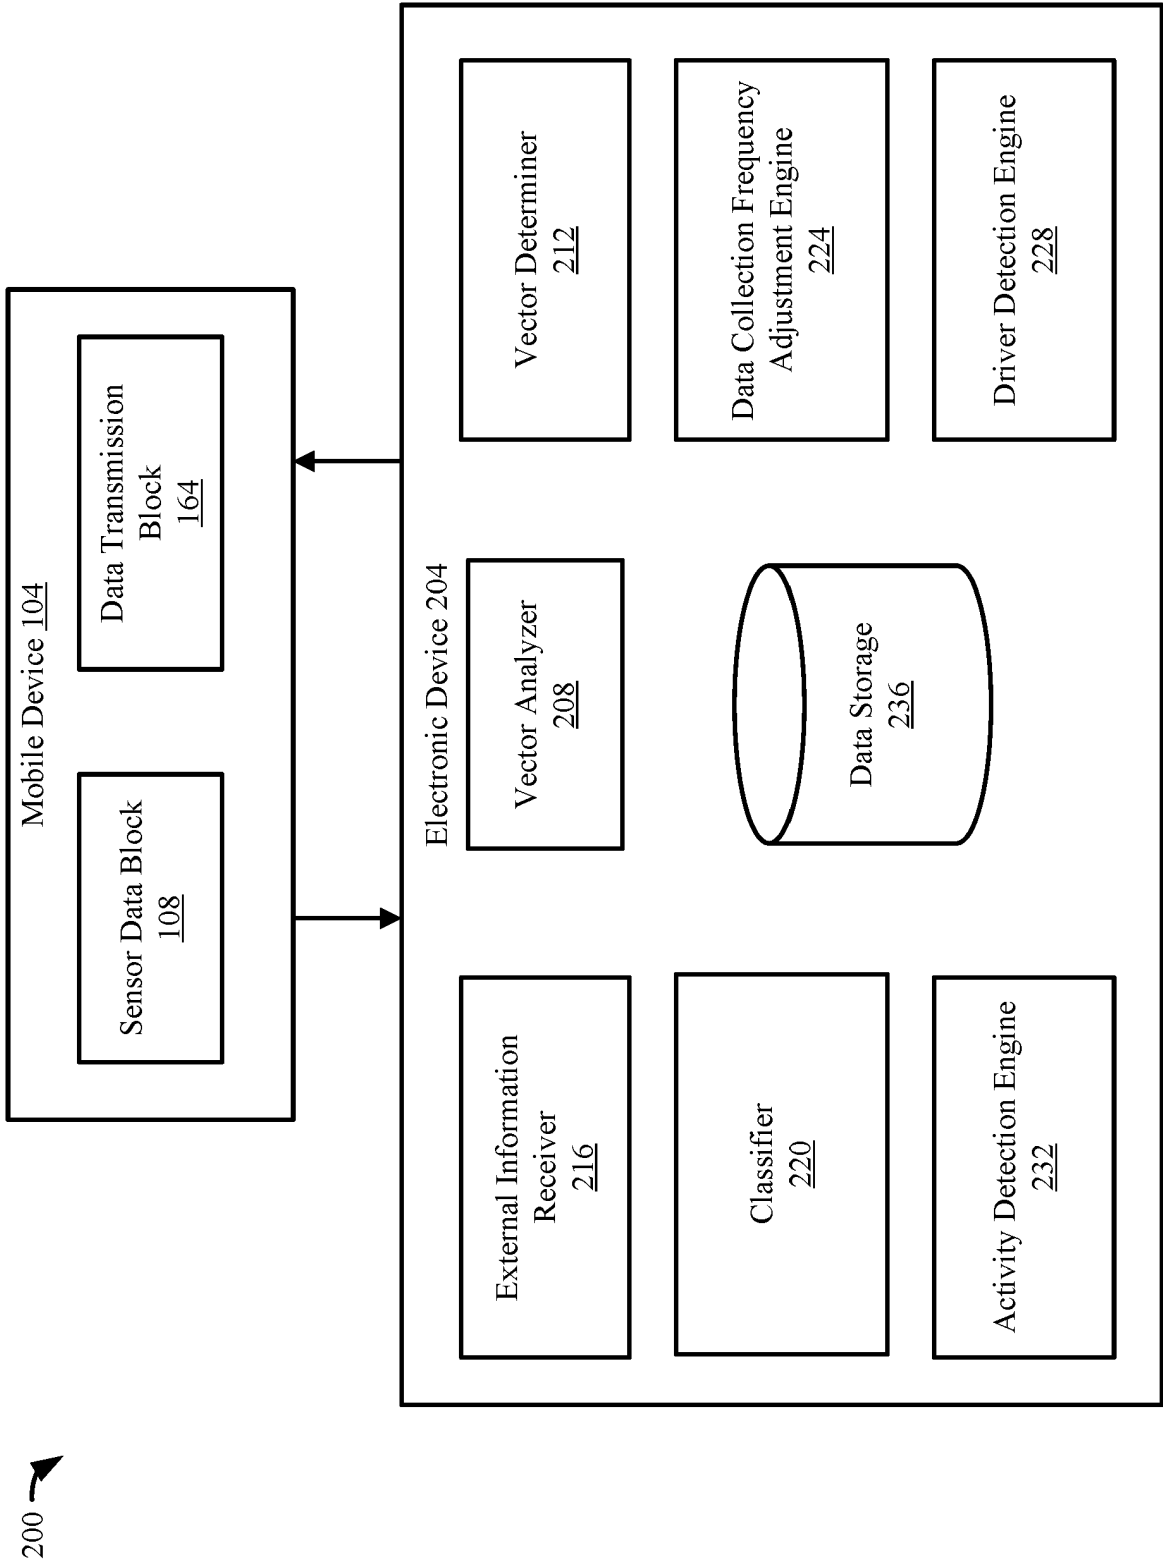 200
Mobile Device 104
Sensor Data Block
108
Data Transmission
Block
164
Electronic Device 204
External Information
Receiver
216
Vector Analyzer
208
Vector Determiner
212
Classifier
220
Data Storage
236
Data Collection Frequency
Adjustment Engine
224
Activity Detection Engine
232
Driver Detection Engine
228